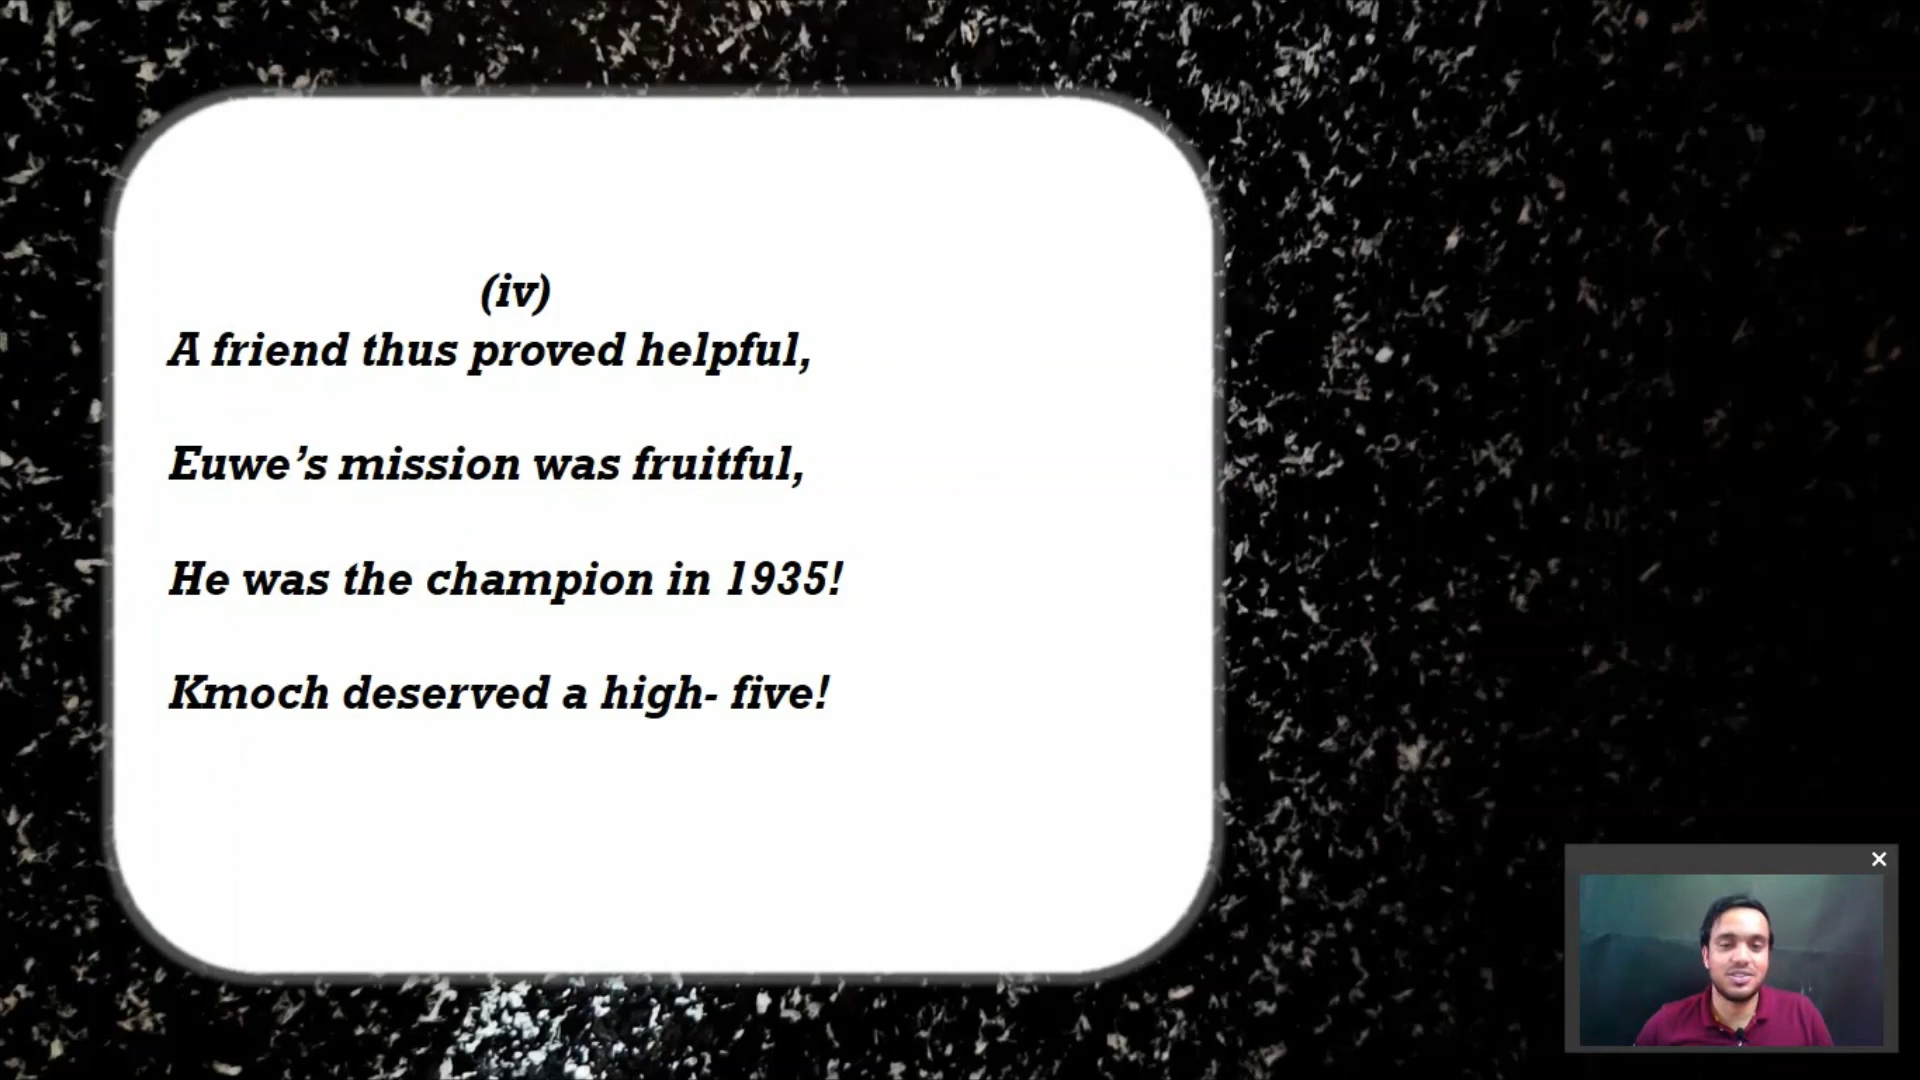 (iv)
A friend thus proved helpful,
Euwe’s mission was fruitful,
He was the champion in 1935!
Kmoch deserved a high- five!